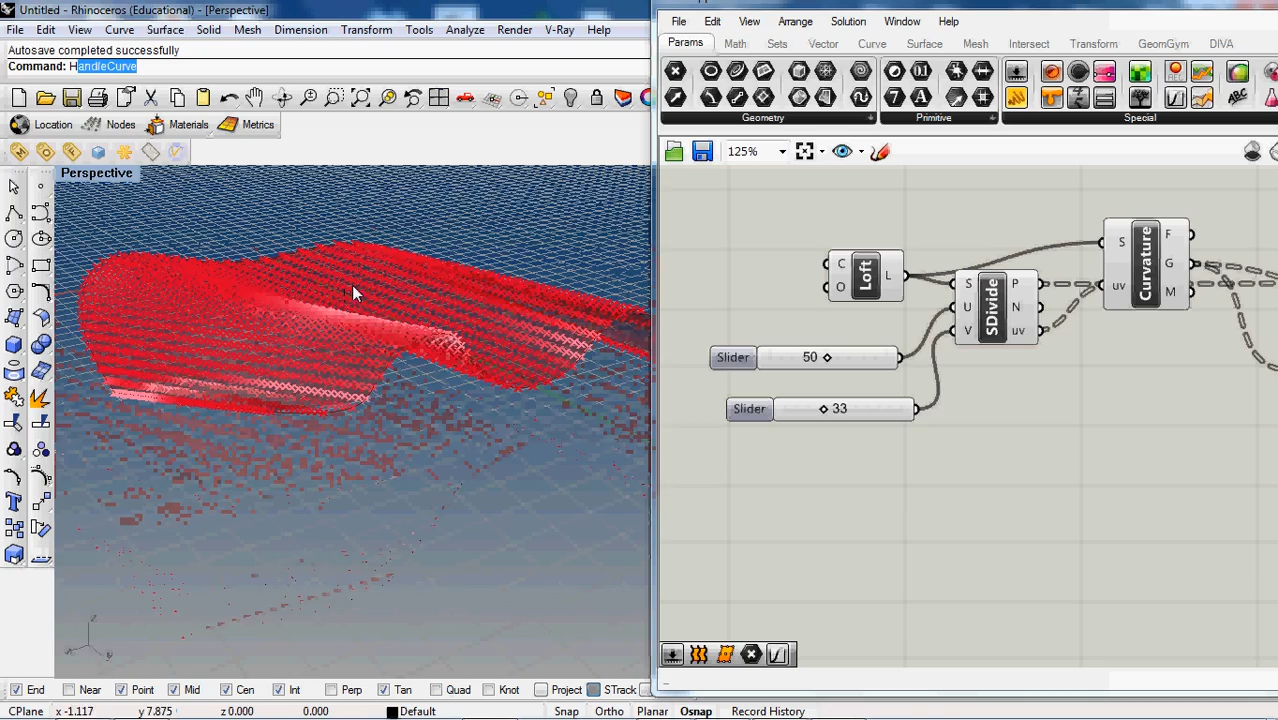 Untitled - Rhinoceros (Educational) - [Perspective]
File Edit View Curve Surface Solid Mesh Dimension Transform Tools Analyze Render V-Ray Help
Autosave completed successfully
Command: HandleCurve
Location Nodes Materials Metrics
Perspective
z
File Edit View Arrange Solution Window Help
Params Math Sets Vector Curve Surface Mesh Intersect Transform GeomGym DIVA
Geometry Primitive Special
125%
C O Loft L
S U V SDivide P N uv
S uv Curvature F G M
Slider 50
Slider 33
End Near Point Mid Cen Int Perp Tan Quad Knot Project STrack
CPlane x -1.117 y 7.875 z 0.000 0.000 Default Snap Ortho Planar Osnap Record History